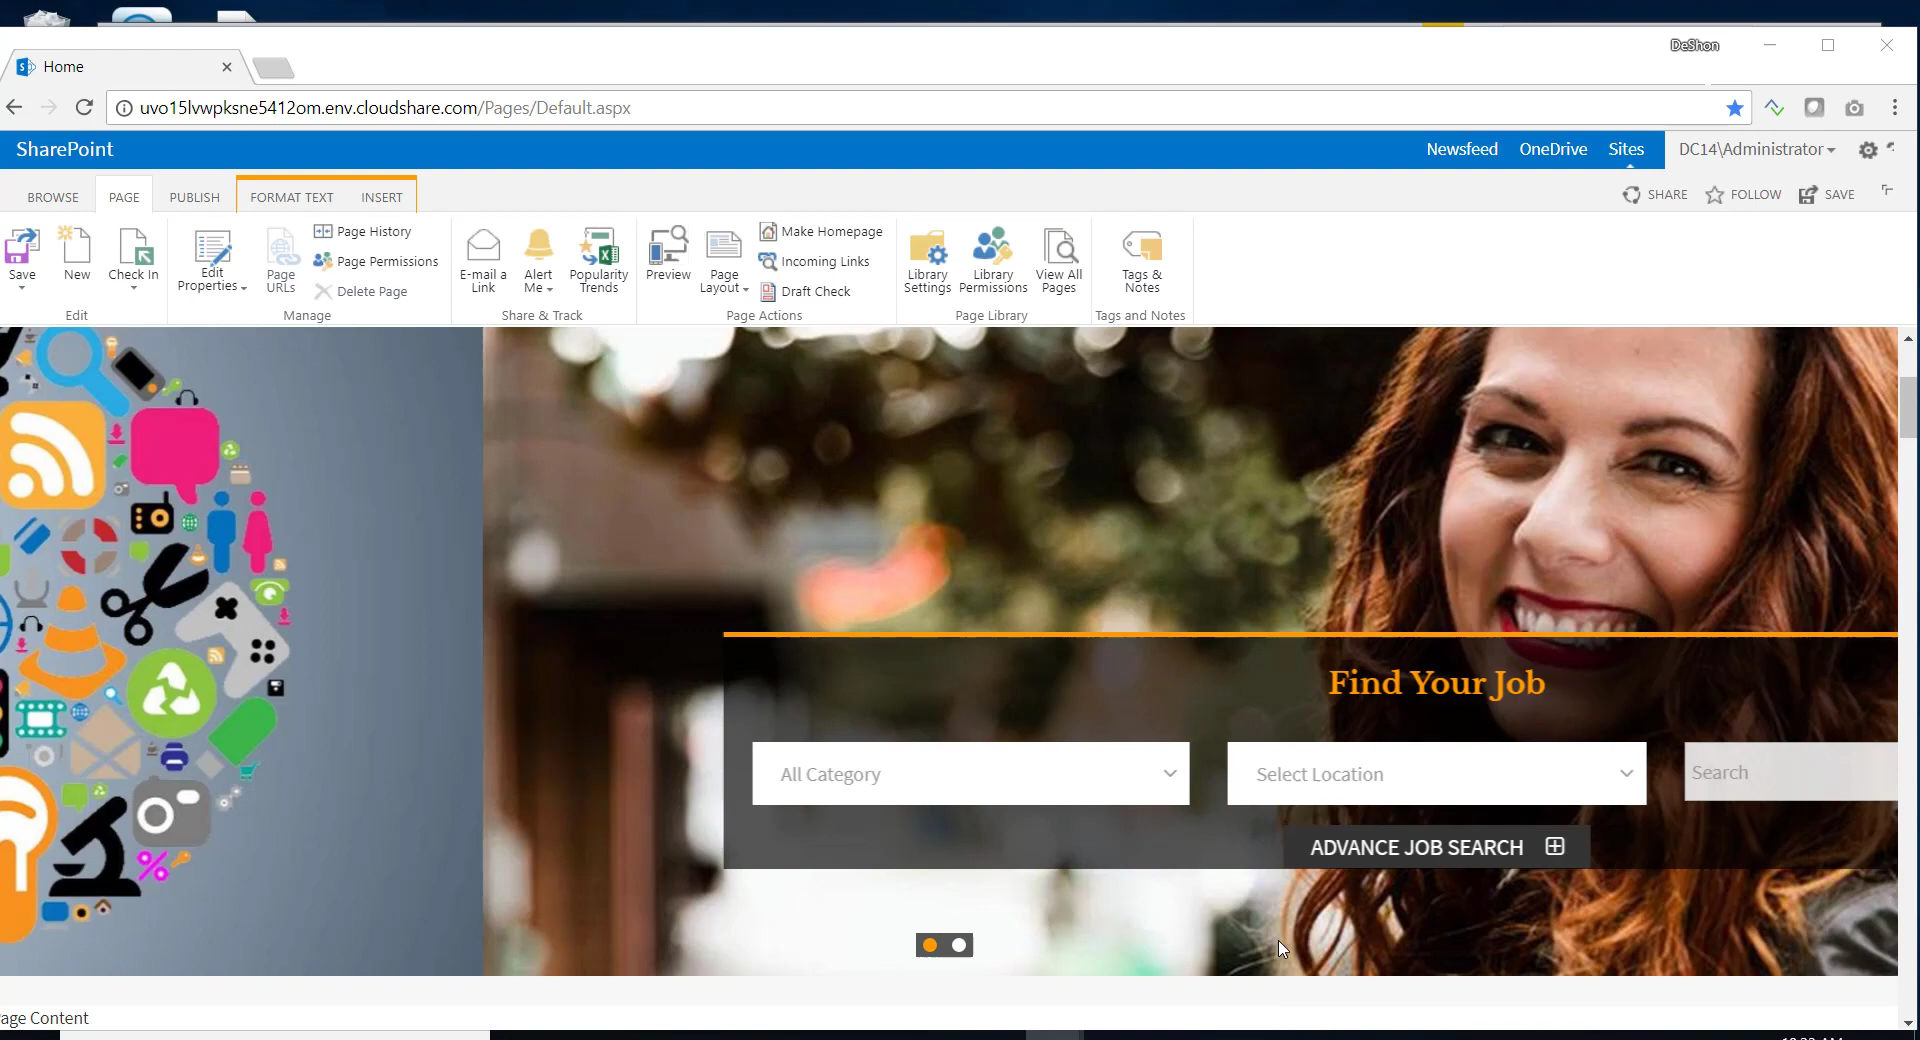 DeShon
Home
uvo15lvwpksne5412om.env.cloudshare.com/Pages/Default.aspx
SharePoint
Newsfeed OneDrive Sites DC14\Administrator
BROWSE PAGE PUBLISH FORMAT TEXT INSERT
SHARE FOLLOW SAVE
Save New Check In
Edit Properties
Page URLs
Page History
Page Permissions
Delete Page
E-mail a Link
Alert Me
Popularity Trends
Preview
Page Layout
Make Homepage
Incoming Links
Draft Check
Library Settings
Library Permissions
View All Pages
Tags & Notes
Edit Manage Share & Track Page Actions Page Library Tags and Notes
Find Your Job
All Category Select Location Search
ADVANCE JOB SEARCH
age Content